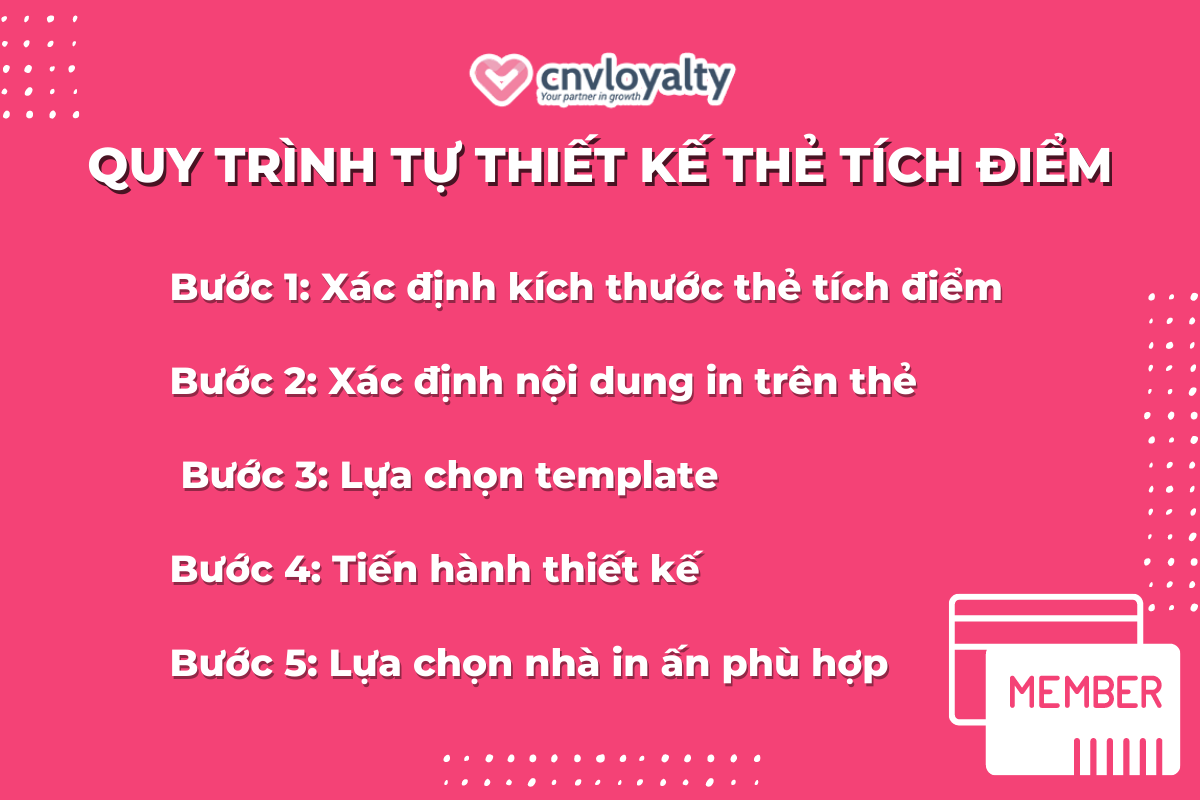 cnvloyalty
Your partner in growth
QUY TRÌNH TỰ THIẾT KẾ THẺ TÍCH ĐIỂM
Bước 1: Xác định kích thước thẻ tích điểm
Bước 2: Xác định nội dung in trên thẻ
Bước 3: Lựa chọn template
Bước 4: Tiến hành thiết kế
Bước 5: Lựa chọn nhà in ấn phù hợp
MEMBER